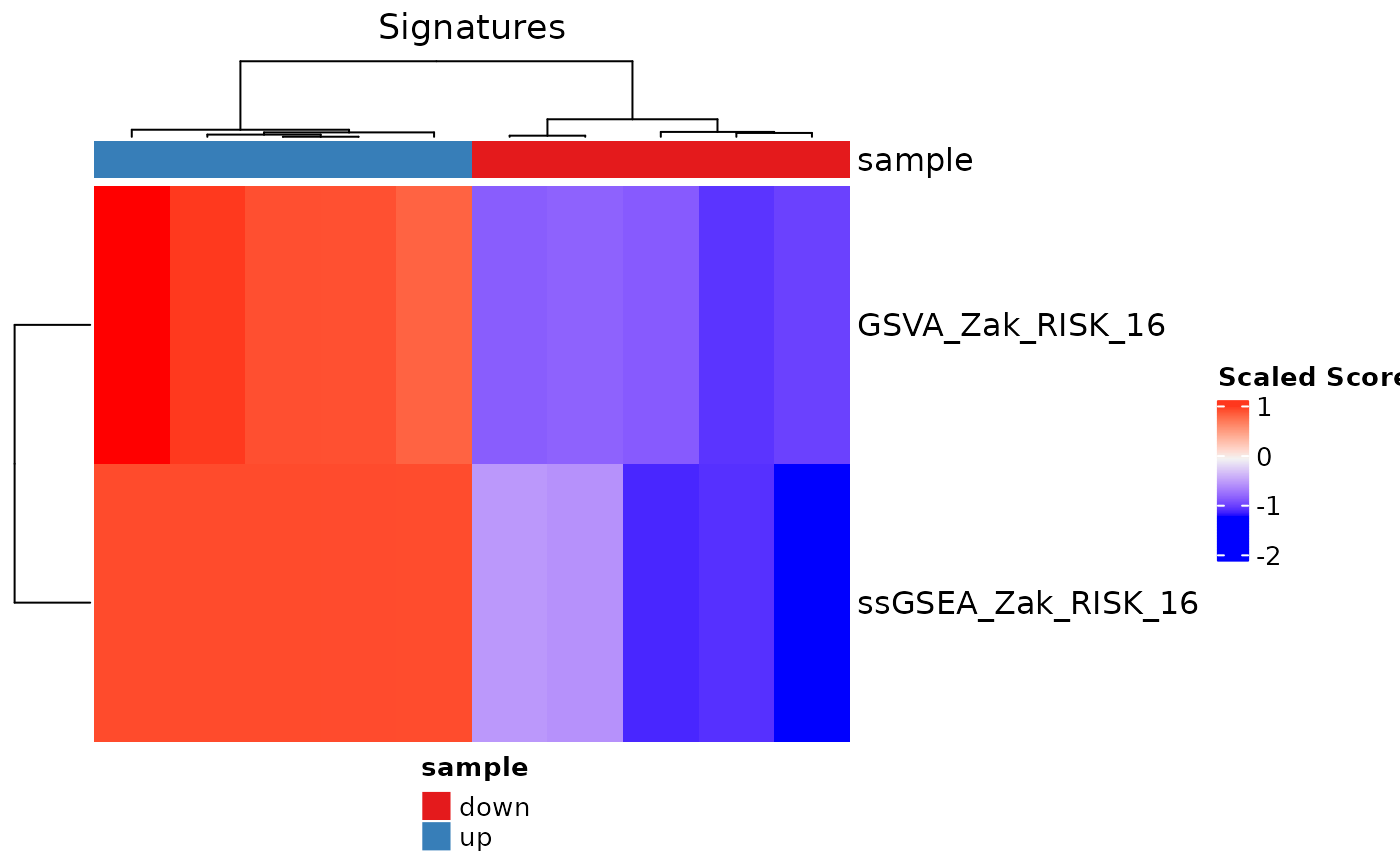 Signatures
sample
GSVA_Zak_RISK_16
ssGSEA_Zak_RISK_16
Scaled Score
1
0
-1
-2
sample
down
up